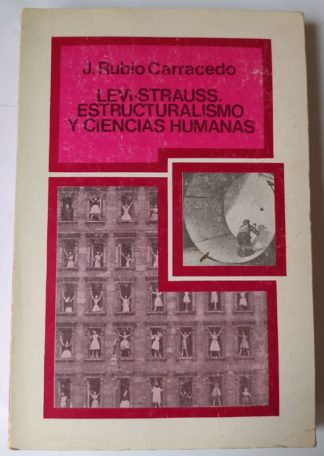 J. Rubio Carracedo
LEVI-STRAUSS.
ESTRUCTURALISMO
Y CIENCIAS HUMANAS